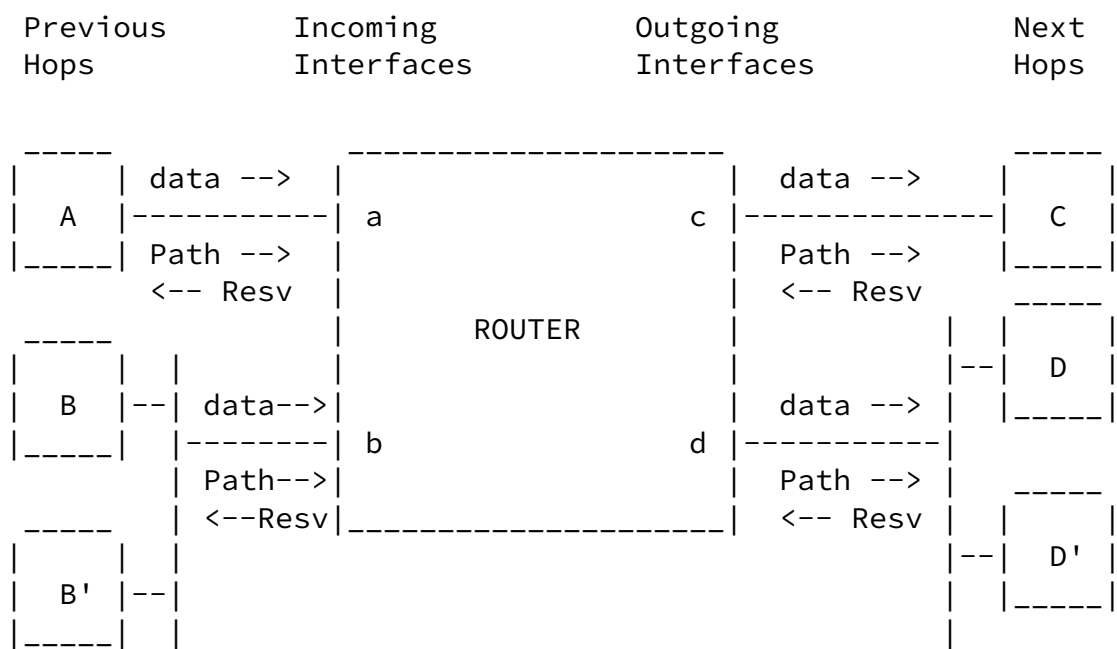 Previous Incoming Outgoing Next
Hops Interfaces Interfaces Hops
data --> data -->
A a c C
Path --> Path -->
<-- Resv <-- Resv
ROUTER
D
B data--> data -->
b d
Path--> Path -->
<--Resv <-- Resv
D'
B'